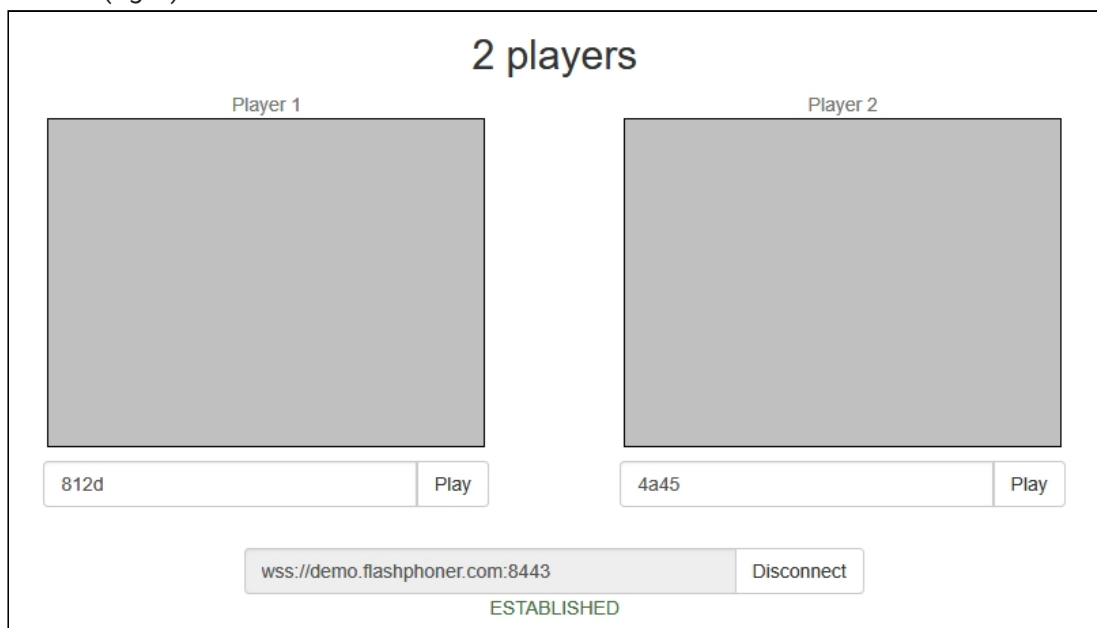 2 players
Player 1
Player 2
812d
Play
4a45
Play
wss://demo.flashphoner.com:8443
Disconnect
ESTABLISHED